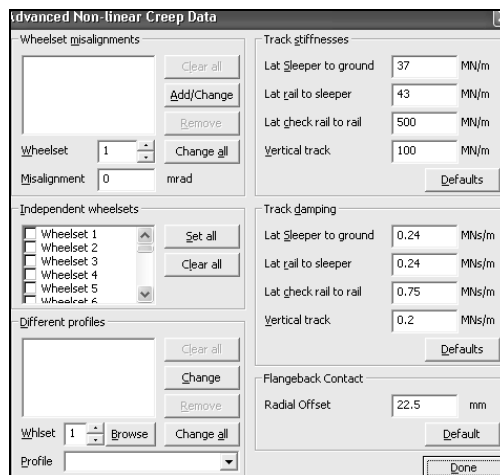 Advanced Non-linear Creep Data
Wheelset misalignments
Clear all
Add/Change
Remove
Wheelset 1 Change all
Misalignment 0 mrad
Independent wheelsets
Wheelset 1
Wheelset 2
Wheelset 3
Wheelset 4
Wheelset 5
Wheelset 6
Set all
Clear all
Different profiles
Clear all
Change
Remove
Whlset 1 Browse Change all
Profile
Track stiffnesses
Lat Sleeper to ground 37 MN/m
Lat rail to sleeper 43 MN/m
Lat check rail to rail 500 MN/m
Vertical track 100 MN/m
Defaults
Track damping
Lat Sleeper to ground 0.24 MNs/m
Lat rail to sleeper 0.24 MNs/m
Lat check rail to rail 0.75 MNs/m
Vertical track 0.2 MNs/m
Defaults
Flangeback Contact
Radial Offset 22.5 mm
Default
Done